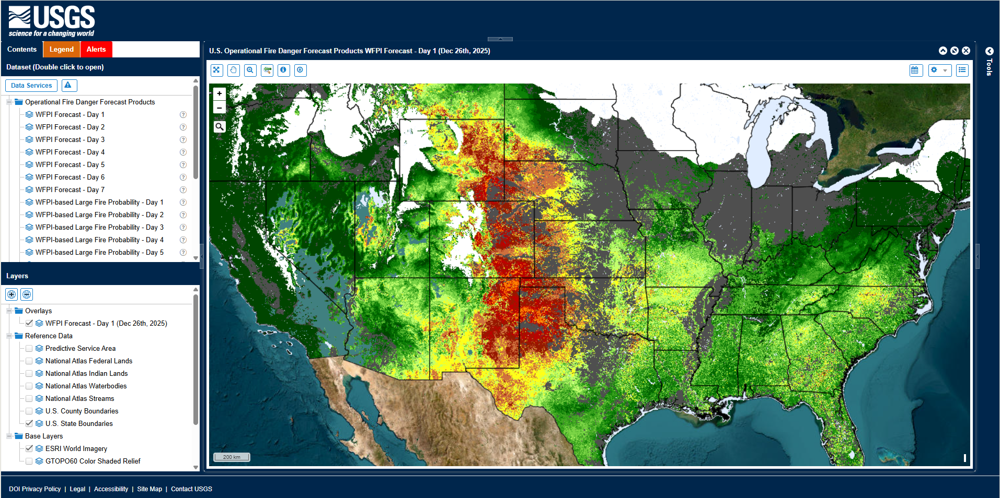 USGS
science for a changing world
Contents
Legend
Alerts
Dataset (Double click to open)
Data Services
Operational Fire Danger Forecast Products
WFPI Forecast - Day 1
WFPI Forecast - Day 2
WFPI Forecast - Day 3
WFPI Forecast - Day 4
WFPI Forecast - Day 5
WFPI Forecast - Day 6
WFPI Forecast - Day 7
WFPI-based Large Fire Probability - Day 1
WFPI-based Large Fire Probability - Day 2
WFPI-based Large Fire Probability - Day 3
WFPI-based Large Fire Probability - Day 4
WFPI-based Large Fire Probability - Day 5
Layers
Overlays
WFPI Forecast - Day 1 (Dec 26th, 2025)
Reference Data
Predictive Service Area
National Atlas Federal Lands
National Atlas Indian Lands
National Atlas Waterbodies
National Atlas Streams
U.S. County Boundaries
U.S. State Boundaries
Base Layers
ESRI World Imagery
GTOPO60 Color Shaded Relief
U.S. Operational Fire Danger Forecast Products WFPI Forecast - Day 1 (Dec 26th, 2025)
+
−
200 km
Tools
DOI Privacy Policy | Legal | Accessibility | Site Map | Contact USGS